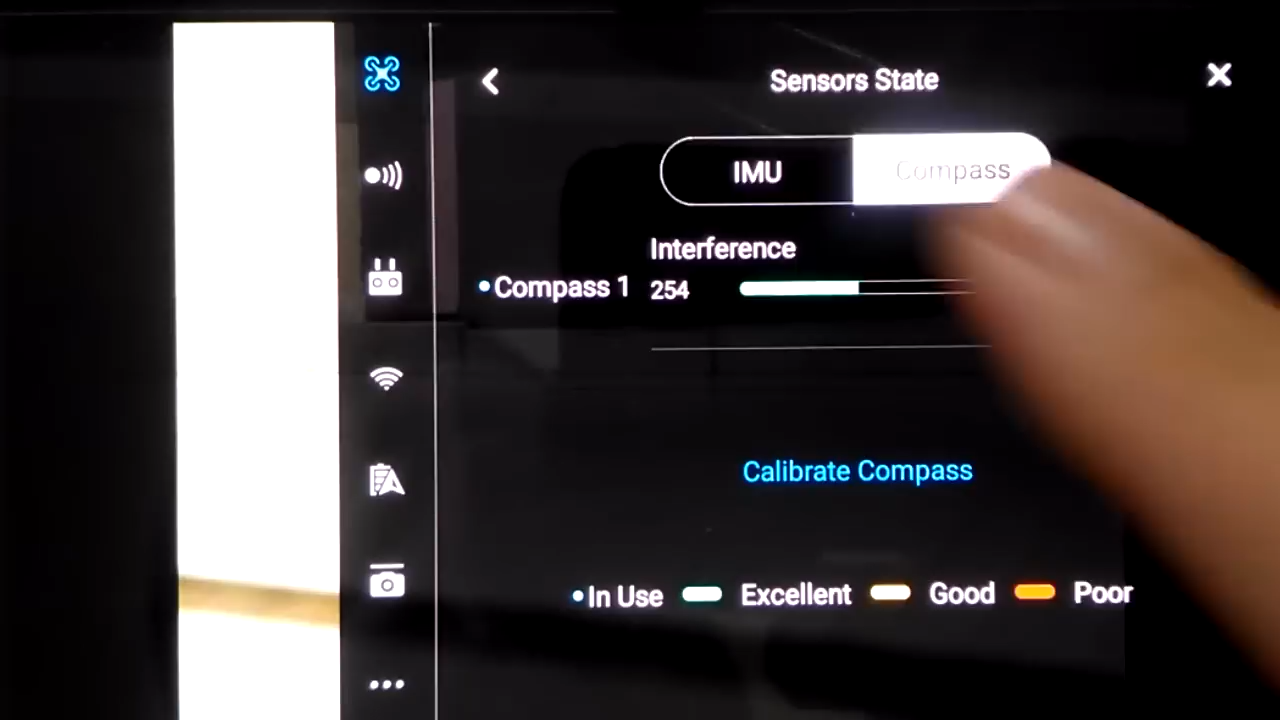 Sensors State
IMU
Compass
Interference
Compass 1
254
Calibrate Compass
In Use Excellent Good Poor